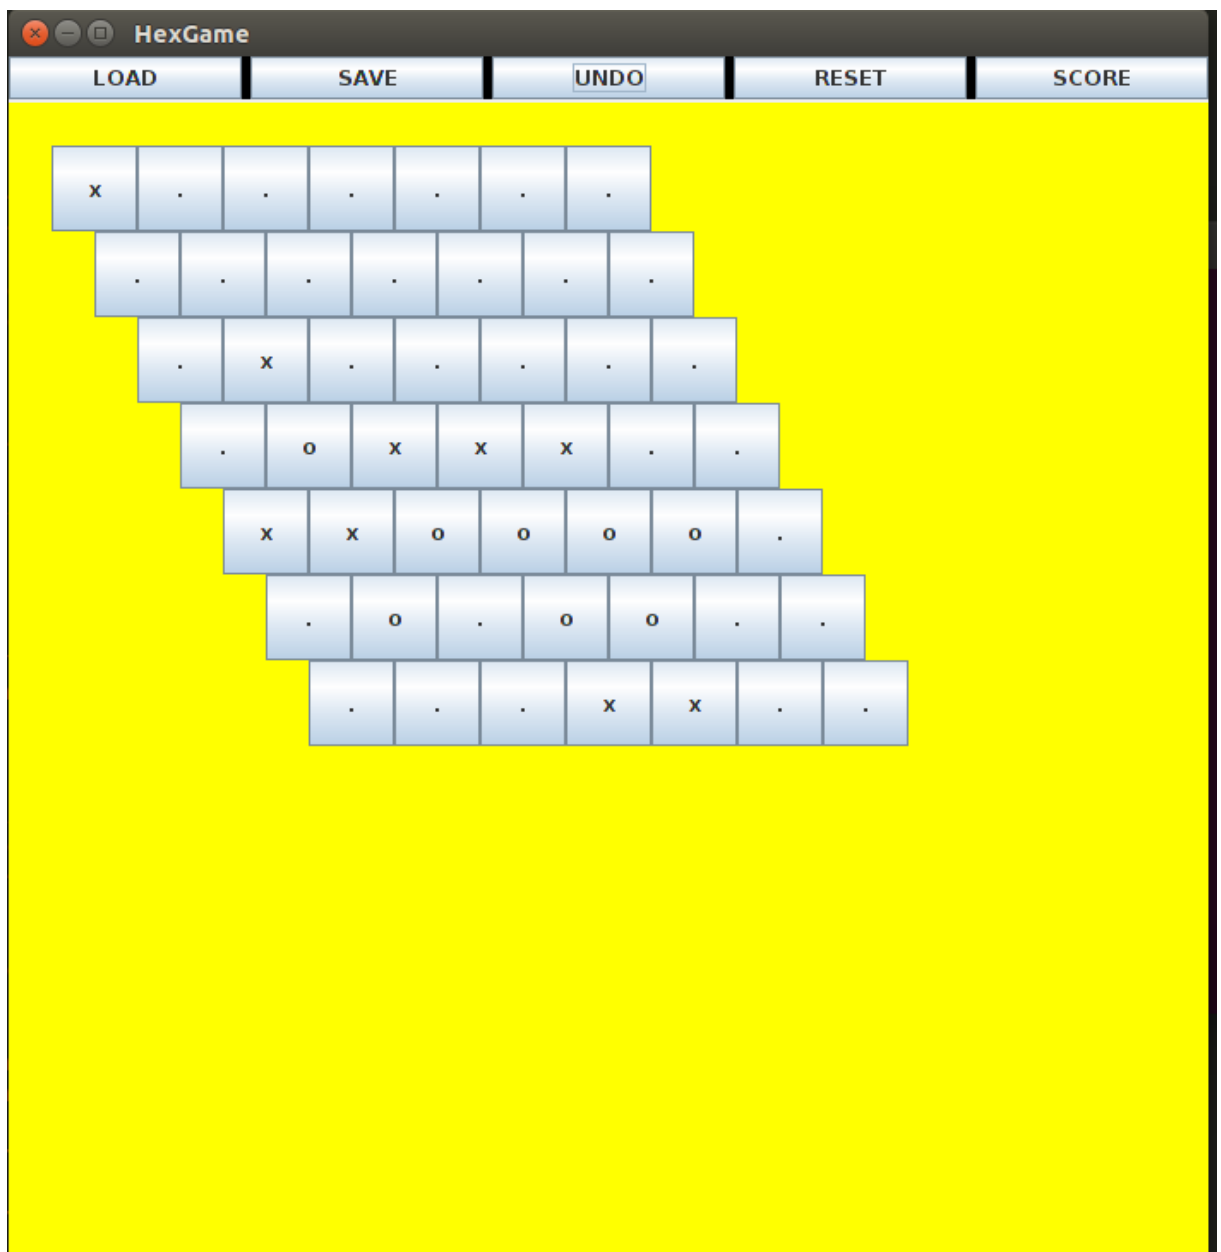 HexGame
LOAD SAVE UNDO RESET SCORE
x . . . . . .
. . . . . . .
. x . . . . .
. o x x x . .
x x o o o o .
. o . o o . .
. . . x x . .